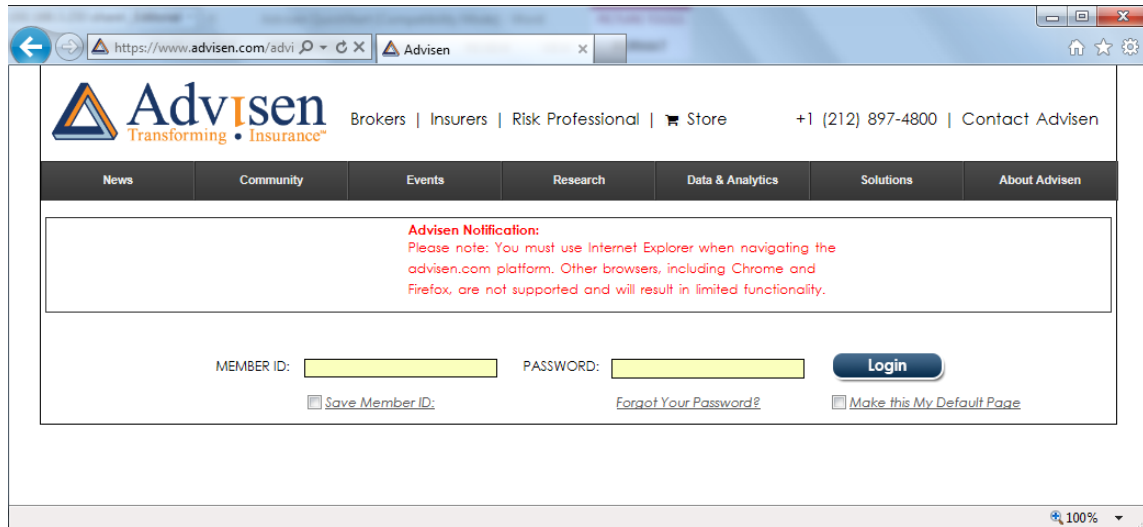 https://www.advisen.com/advi
Advisen
Advisen
Transforming • Insurance™
Brokers | Insurers | Risk Professional | Store
+1 (212) 897-4800 | Contact Advisen
News
Community
Events
Research
Data & Analytics
Solutions
About Advisen
Advisen Notification:
Please note: You must use Internet Explorer when navigating the
advisen.com platform. Other browsers, including Chrome and
Firefox, are not supported and will result in limited functionality.
MEMBER ID:
PASSWORD:
Login
Save Member ID:
Forgot Your Password?
Make this My Default Page
100%